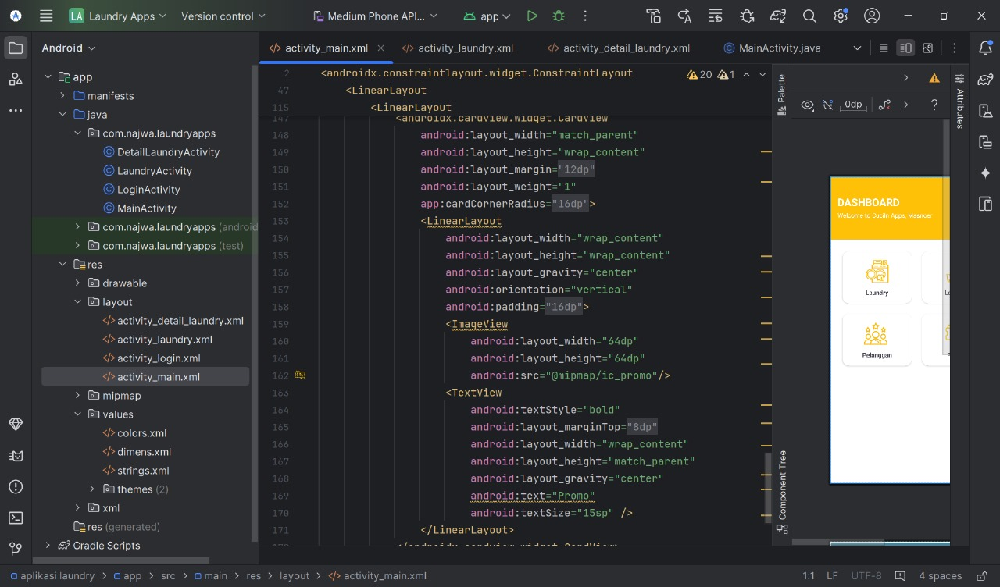 LA Laundry Apps Version control Medium Phone API... app
Android
app
manifests
java
com.najwa.laundryapps
DetailLaundryActivity
LaundryActivity
LoginActivity
MainActivity
com.najwa.laundryapps (android
com.najwa.laundryapps (test)
res
drawable
layout
activity_detail_laundry.xml
activity_laundry.xml
activity_login.xml
activity_main.xml
mipmap
values
colors.xml
dimens.xml
strings.xml
themes (2)
xml
res (generated)
Gradle Scripts
activity_main.xml activity_laundry.xml activity_detail_laundry.xml MainActivity.java
20 1
2 <androidx.constraintlayout.widget.ConstraintLayout
47 <LinearLayout
115 <LinearLayout
147 <androidx.cardview.widget.CardView
148 android:layout_width="match_parent"
149 android:layout_height="wrap_content"
150 android:layout_margin="12dp"
151 android:layout_weight="1"
152 app:cardCornerRadius="16dp">
153 <LinearLayout
154 android:layout_width="wrap_content"
155 android:layout_height="wrap_content"
156 android:layout_gravity="center"
157 android:orientation="vertical"
158 android:padding="16dp">
159 <ImageView
160 android:layout_width="64dp"
161 android:layout_height="64dp"
162 android:src="@mipmap/ic_promo"/>
163 <TextView
164 android:textStyle="bold"
165 android:layout_marginTop="8dp"
166 android:layout_width="wrap_content"
167 android:layout_height="match_parent"
168 android:layout_gravity="center"
169 android:text="Promo"
170 android:textSize="15sp" />
171 </LinearLayout>
</androidx.cardview.widget.CardView>
Palette
Component Tree
0dp
?
Attributes
DASHBOARD
Welcome to Cuciin Apps, Masnoer
Laundry
Pelanggan
aplikasi laundry > app > src > main > res > layout > activity_main.xml
1:1 LF UTF-8 4 spaces